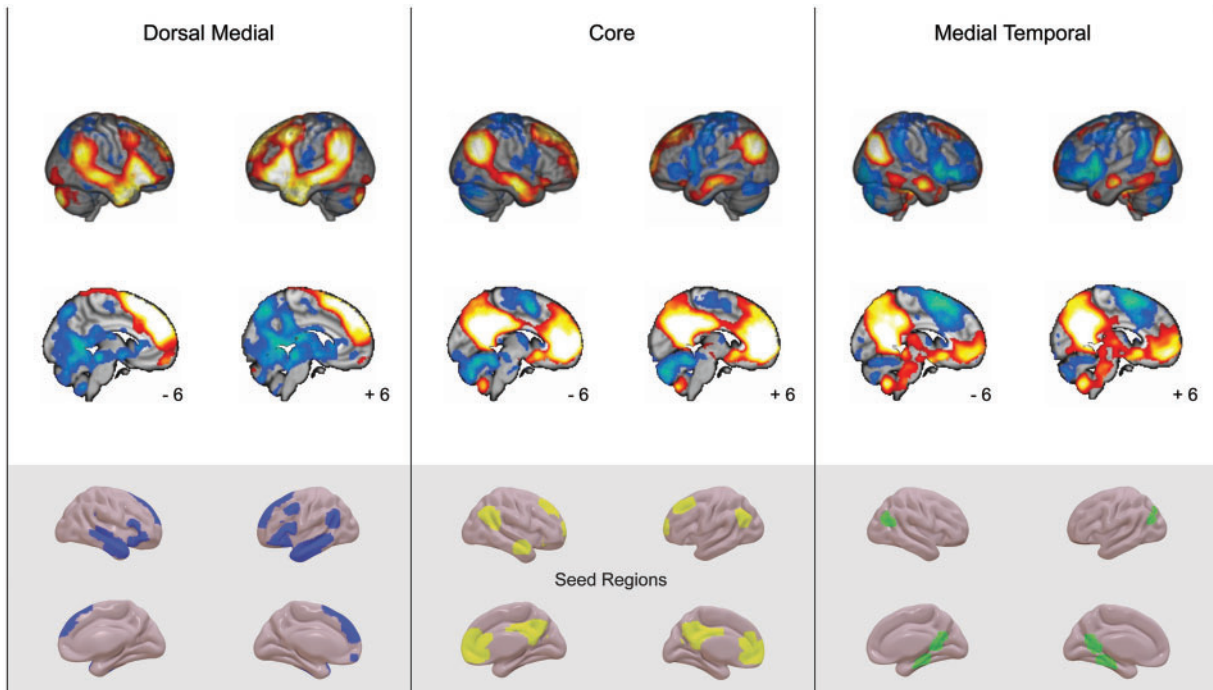 Dorsal Medial
Core
Medial Temporal
- 6
+ 6
- 6
+ 6
- 6
+ 6
Seed Regions